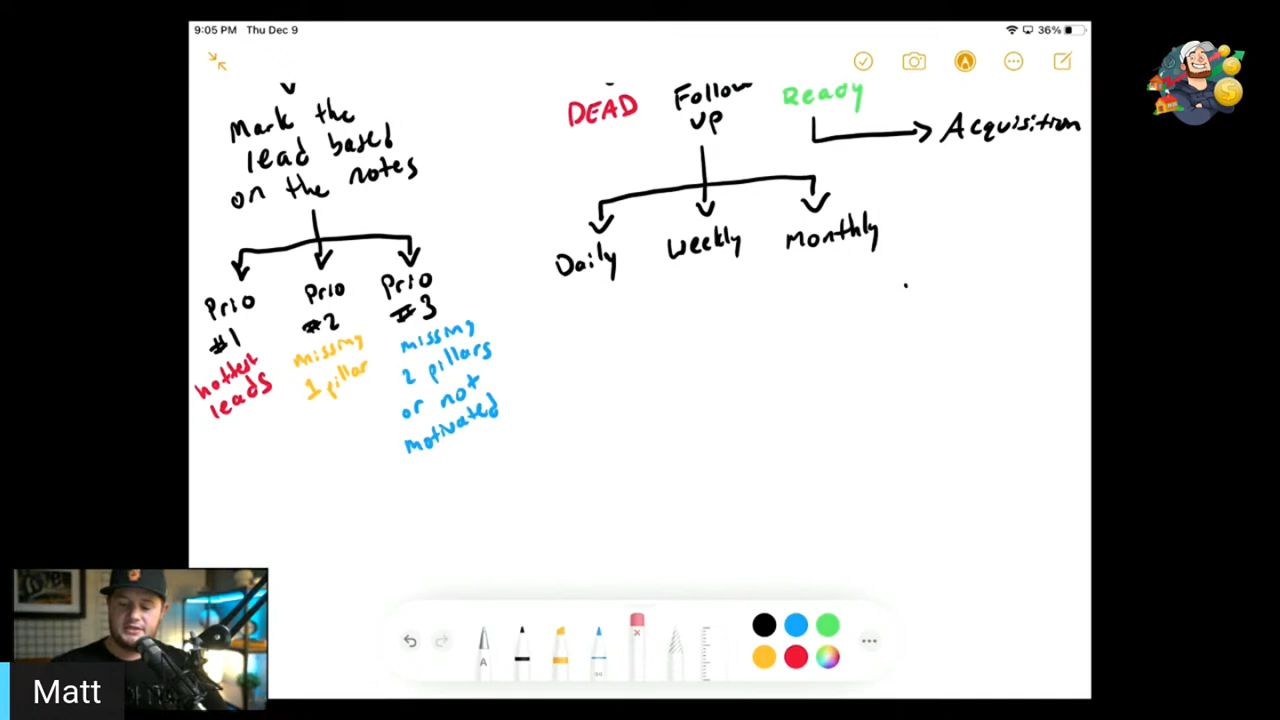 9:05 PM Thu Dec 9
36%
Mark the
lead based
on the notes
Prio
#1
hottest
leads
Prio
#2
missing
1 pillar
Prio
#3
missing
2 pillars
or not
motivated
DEAD
Follow
up
Ready
Acquisition
Daily
Weekly
Monthly
A
Matt